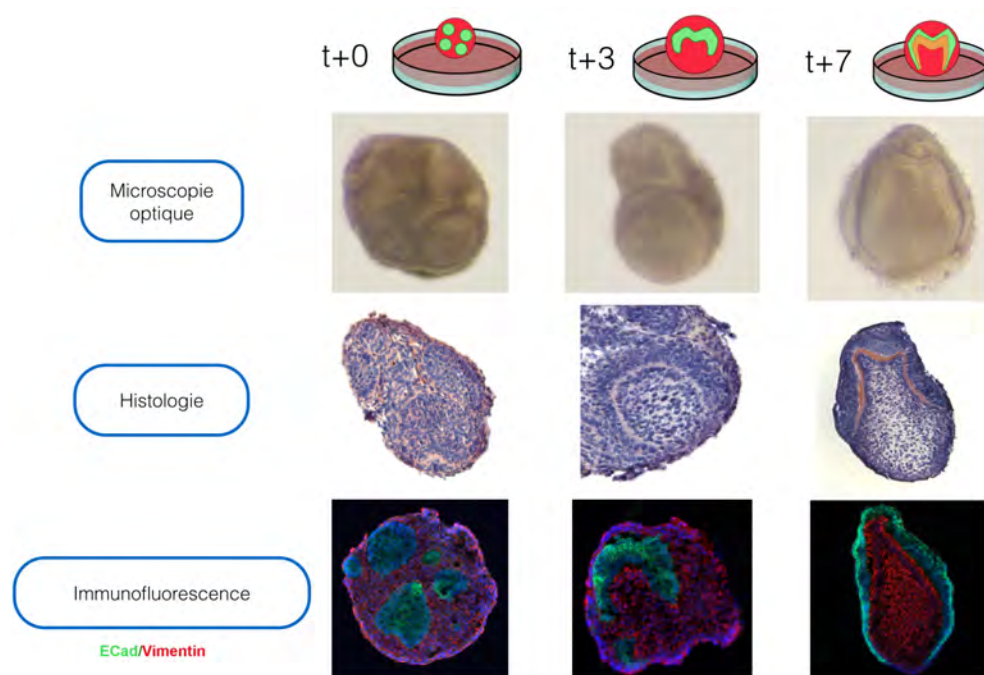 t+0
t+3
t+7
Microscopie
optique
Histologie
Immunofluorescence
ECad/Vimentin